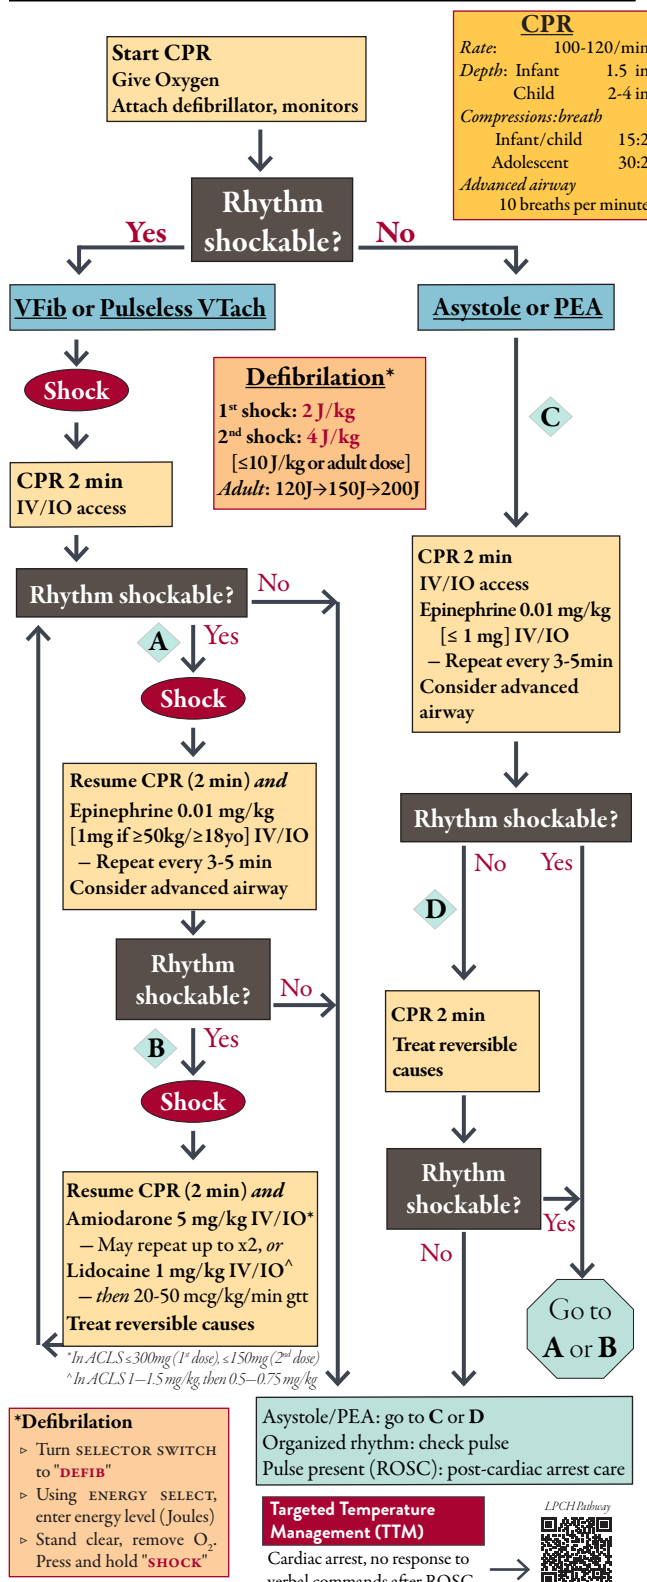 Start CPR
Give Oxygen
Attach defibrillator, monitors
CPR
Rate: 100-120/min
Depth: Infant 1.5 in
Child 2-4 in
Compressions:breath
Infant/child 15:2
Adolescent 30:2
Advanced airway
10 breaths per minute
Rhythm
shockable?
Yes
No
VFib or Pulseless VTach
Asystole or PEA
Shock
Defibrilation*
1st shock: 2 J/kg
2nd shock: 4 J/kg
[≤10 J/kg or adult dose]
Adult: 120J→150J→200J
C
CPR 2 min
IV/IO access
Rhythm shockable?
No
A
Yes
Shock
CPR 2 min
IV/IO access
Epinephrine 0.01 mg/kg
[≤ 1 mg] IV/IO
– Repeat every 3-5min
Consider advanced
airway
Resume CPR (2 min) and
Epinephrine 0.01 mg/kg
[1mg if ≥50kg/≥18yo] IV/IO
– Repeat every 3-5 min
Consider advanced airway
Rhythm shockable?
No
Yes
D
Rhythm
shockable?
No
B
Yes
Shock
CPR 2 min
Treat reversible
causes
Rhythm
shockable?
Yes
No
Resume CPR (2 min) and
Amiodarone 5 mg/kg IV/IO*
– May repeat up to x2, or
Lidocaine 1 mg/kg IV/IO^
– then 20-50 mcg/kg/min gtt
Treat reversible causes
*In ACLS ≤300mg (1st dose), ≤150mg (2nd dose)
^In ACLS 1–1.5 mg/kg, then 0.5–0.75 mg/kg
Go to
A or B
Asystole/PEA: go to C or D
Organized rhythm: check pulse
Pulse present (ROSC): post-cardiac arrest care
*Defibrilation
▹ Turn SELECTOR SWITCH
to "DEFIB"
▹ Using ENERGY SELECT,
enter energy level (Joules)
▹ Stand clear, remove O2.
Press and hold "SHOCK"
Targeted Temperature
Management (TTM)
Cardiac arrest, no response to
verbal commands after ROSC
LPCH Pathway